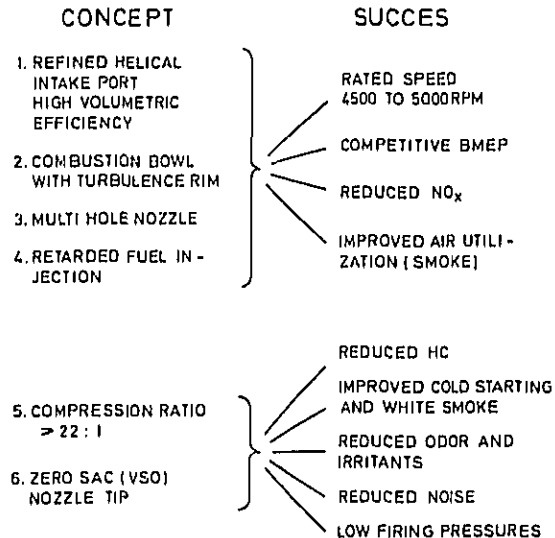 CONCEPT
SUCCES
1. REFINED HELICAL
INTAKE PORT
HIGH VOLUMETRIC
EFFICIENCY
2. COMBUSTION BOWL
WITH TURBULENCE RIM
3. MULTI HOLE NOZZLE
4. RETARDED FUEL IN-
JECTION
RATED SPEED
4500 TO 5000 RPM
COMPETITIVE BMEP
REDUCED NOx
IMPROVED AIR UTILI-
ZATION (SMOKE)
5. COMPRESSION RATIO
⩾ 22 : 1
6. ZERO SAC (VSO)
NOZZLE TIP
REDUCED HC
IMPROVED COLD STARTING
AND WHITE SMOKE
REDUCED ODOR AND
IRRITANTS
REDUCED NOISE
LOW FIRING PRESSURES